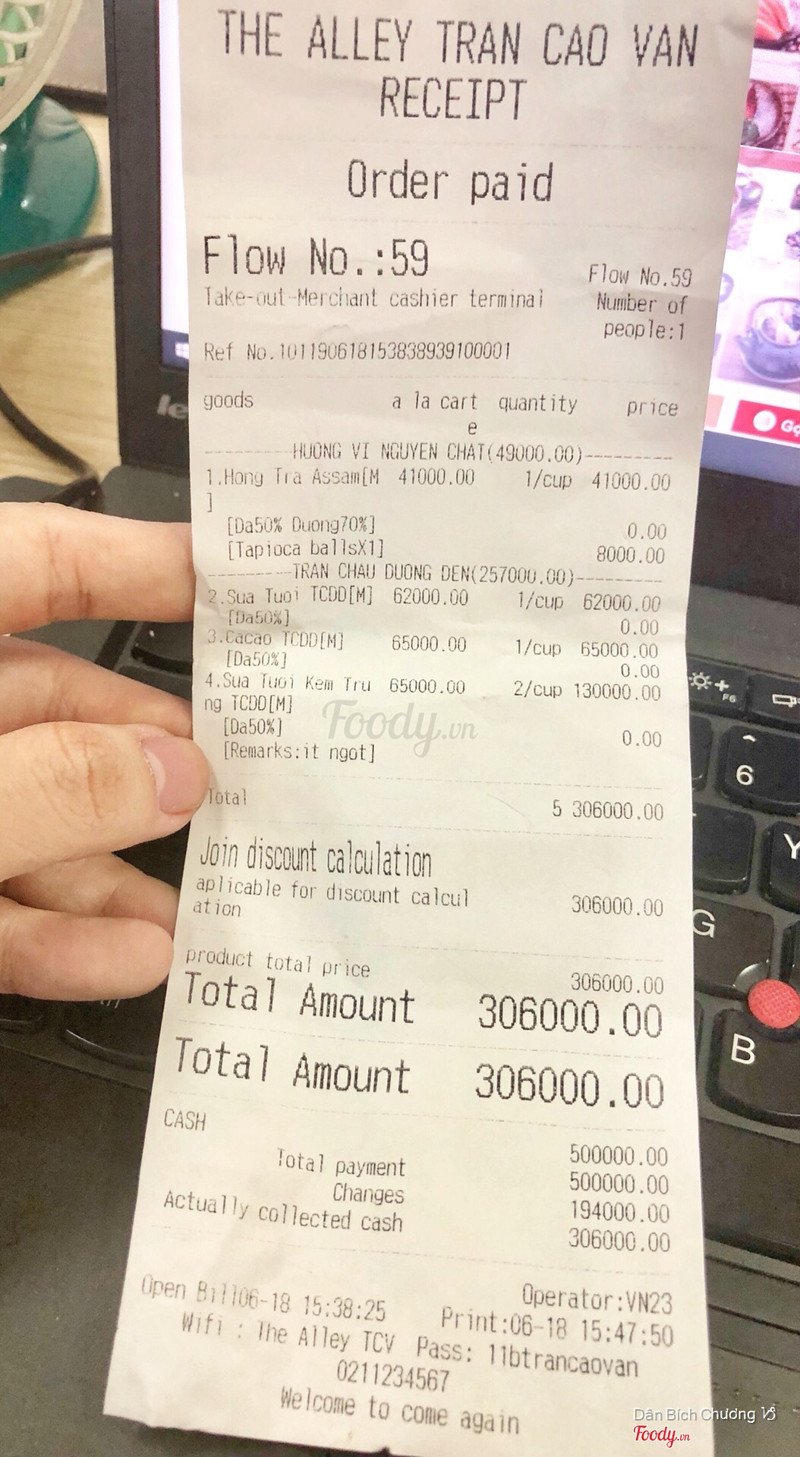 THE ALLEY TRAN CAO VAN
RECEIPT
Order paid
Flow No.:59
Flow No.59
Take-out-Merchant cashier terminal
Number of
people:1
Ref No.1011906181538389391​00001
goods a la cart quantity price
e
----------HUONG VI NGUYEN CHAT(49000.00)----------
1.Hong Tra Assam[M 41000.00 1/cup 41000.00
]
[Da50% Duong70%] 0.00
[Tapioca ballsX1] 8000.00
----------TRAN CHAU DUONG DEN(257000.00)----------
2.Sua Tuoi TCDD[M] 62000.00 1/cup 62000.00
[Da50%] 0.00
3.Cacao TCDD[M] 65000.00 1/cup 65000.00
[Da50%] 0.00
4.Sua Tuoi Kem Tru 65000.00 2/cup 130000.00
ng TCDD[M]
[Da50%] 0.00
[Remarks:it ngot]
Foody.vn
Total 5 306000.00
Join discount calculation
aplicable for discount calcul 306000.00
ation
product total price 306000.00
Total Amount 306000.00
Total Amount 306000.00
CASH 500000.00
Total payment 500000.00
Changes 194000.00
Actually collected cash 306000.00
Operator:VN23
Open Bill06-18 15:38:25 Print:06-18 15:47:50
Wifi : The Alley TCV Pass: 11btrancaovan
0211234567
Welcome to come again
le
F6
6
Y
G
B
Dân Bích Chương
Foody.vn